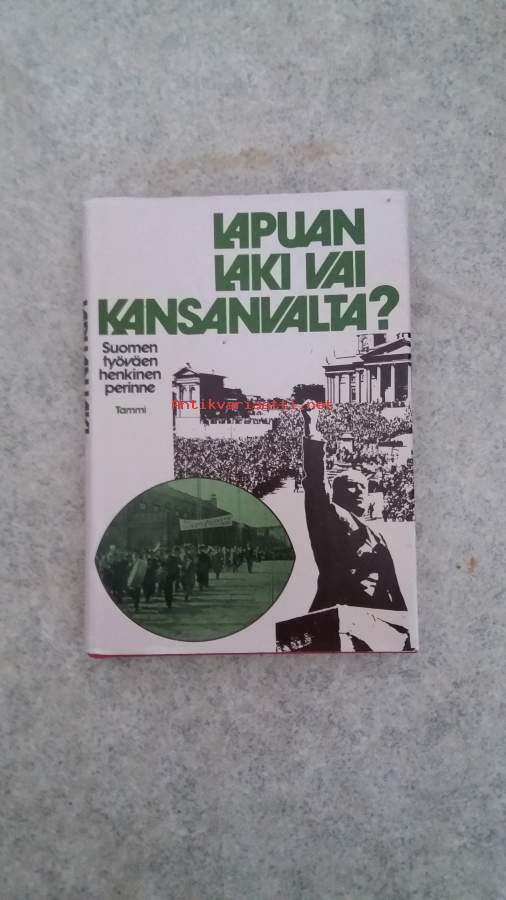 LAPUAN
LAKI VAI
KANSANVALTA?
Suomen
työväen
henkinen
perinne
Tammi
Antikvariaatti.net